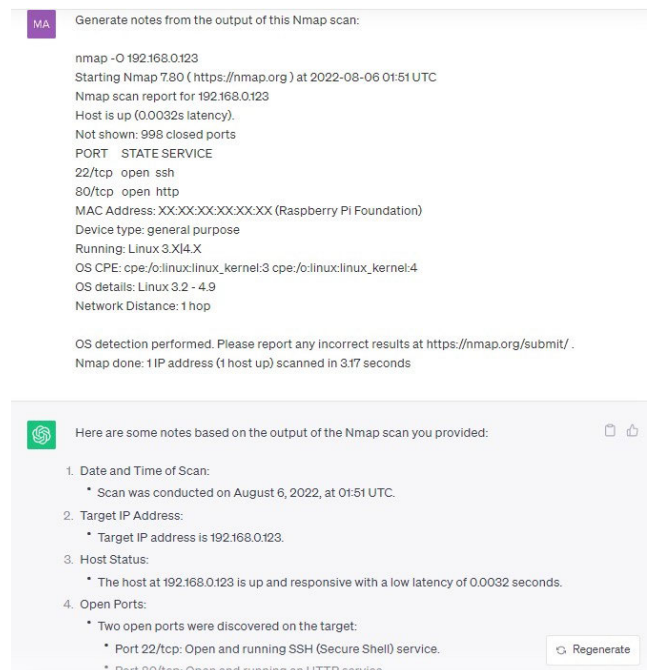 MA
Generate notes from the output of this Nmap scan:
nmap -O 192.168.0.123
Starting Nmap 7.80 ( https://nmap.org ) at 2022-08-06 01:51 UTC
Nmap scan report for 192.168.0.123
Host is up (0.0032s latency).
Not shown: 998 closed ports
PORT STATE SERVICE
22/tcp open ssh
80/tcp open http
MAC Address: XX:XX:XX:XX:XX:XX (Raspberry Pi Foundation)
Device type: general purpose
Running: Linux 3.X|4.X
OS CPE: cpe:/o:linux:linux_kernel:3 cpe:/o:linux:linux_kernel:4
OS details: Linux 3.2 - 4.9
Network Distance: 1 hop
OS detection performed. Please report any incorrect results at https://nmap.org/submit/ .
Nmap done: 1 IP address (1 host up) scanned in 3.17 seconds
Here are some notes based on the output of the Nmap scan you provided:
1. Date and Time of Scan:
• Scan was conducted on August 6, 2022, at 01:51 UTC.
2. Target IP Address:
• Target IP address is 192.168.0.123.
3. Host Status:
• The host at 192.168.0.123 is up and responsive with a low latency of 0.0032 seconds.
4. Open Ports:
• Two open ports were discovered on the target:
• Port 22/tcp: Open and running SSH (Secure Shell) service.
• Port 80/tcp: Open and running an HTTP service.
Regenerate